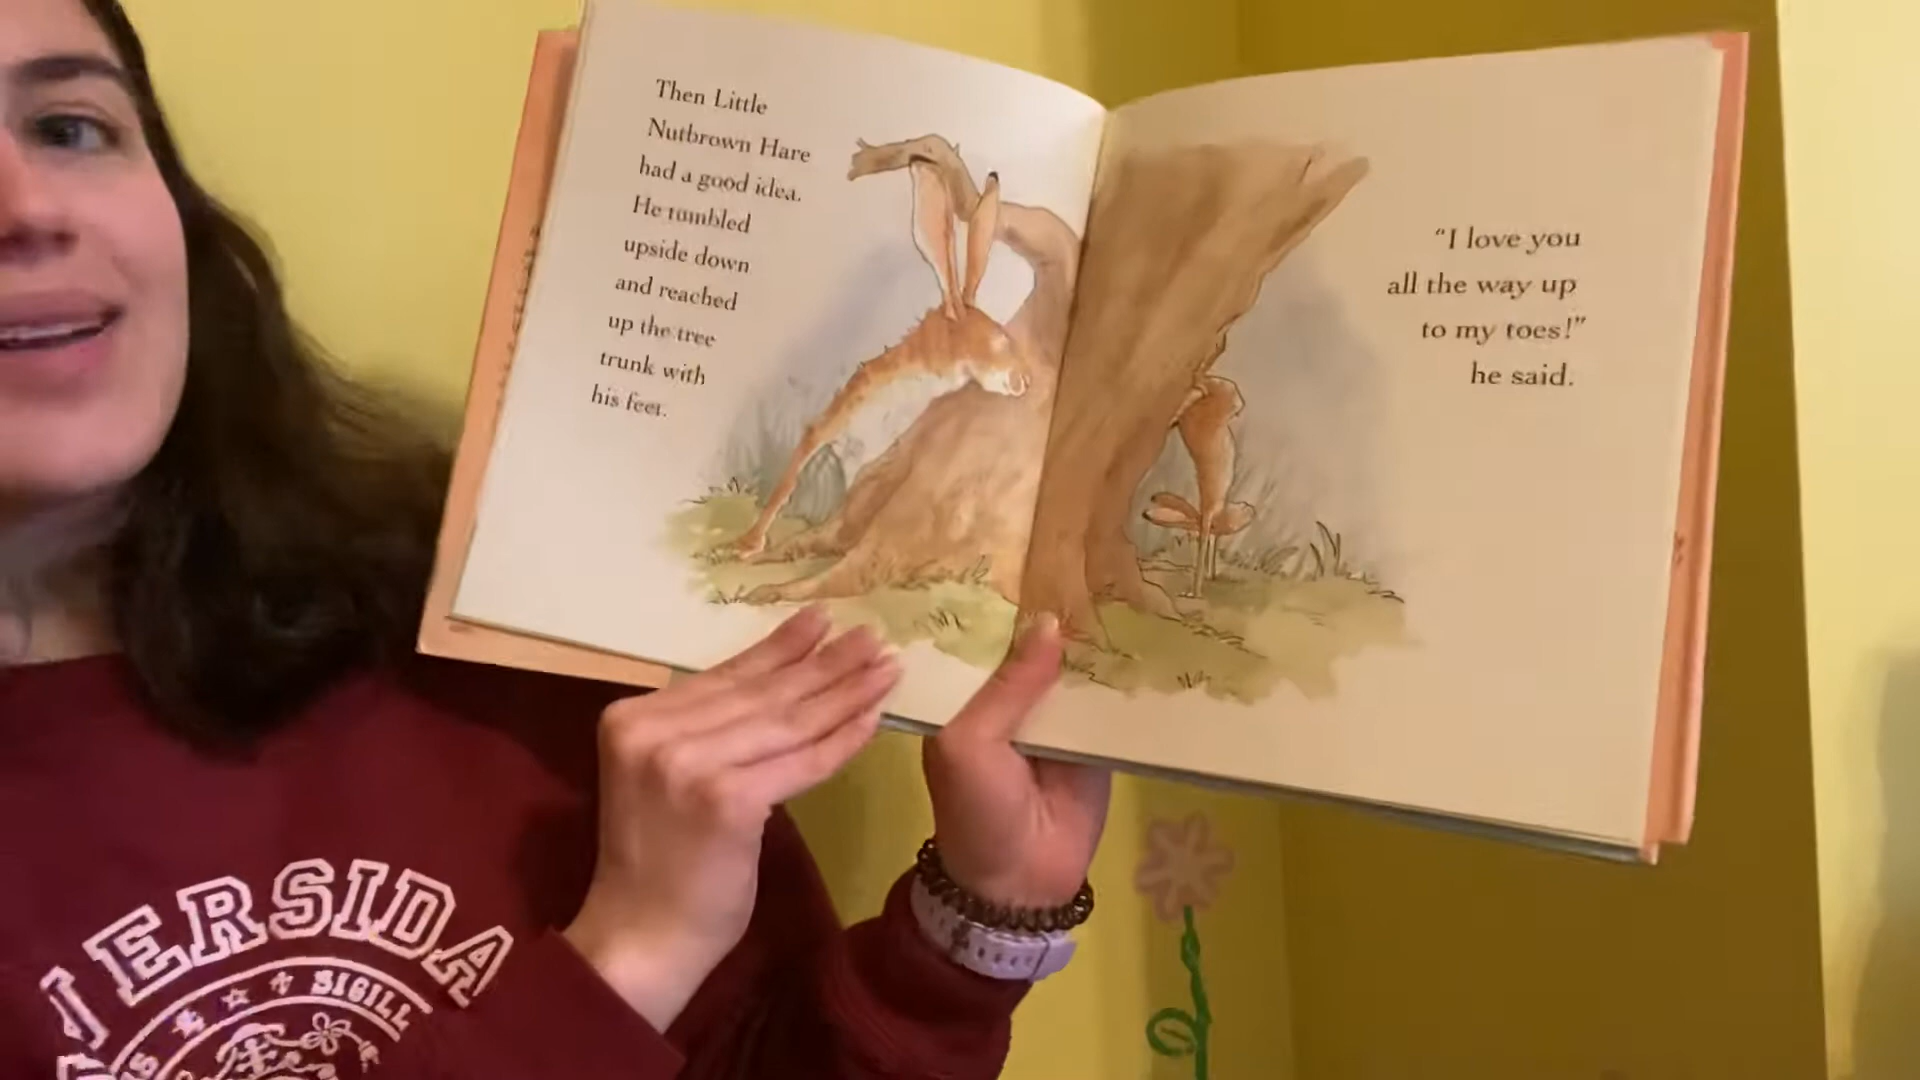 Then Little
Nutbrown Hare
had a good idea.
He tumbled
upside down
and reached
up the tree
trunk with
his feet.
“I love you
all the way up
to my toes!”
he said.
VERSIDA
SIGILL